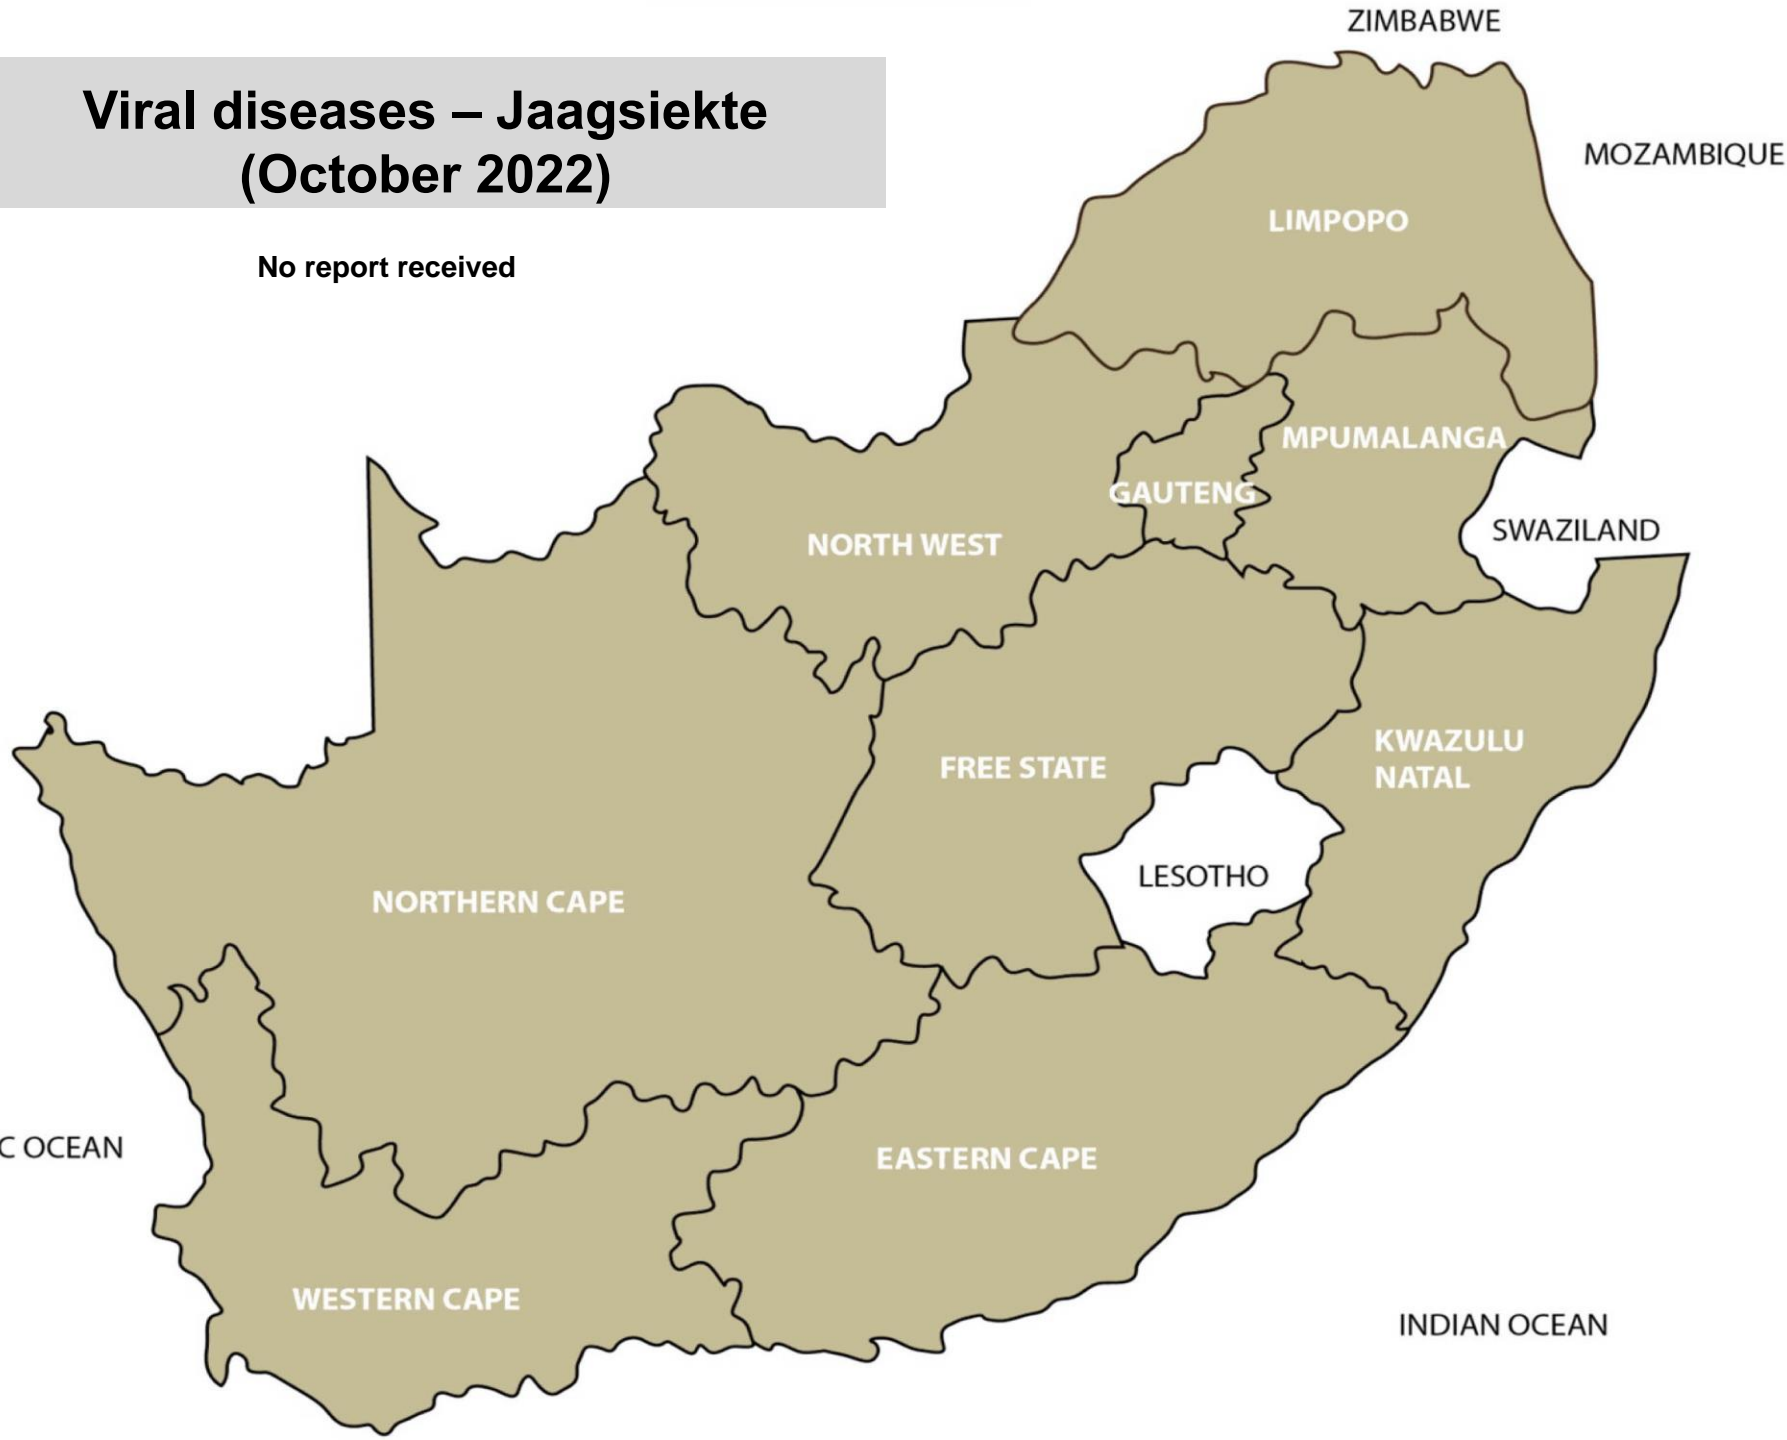 ZIMBABWE
Viral diseases – Jaagsiekte
(October 2022)
MOZAMBIQUE
LIMPOPO
No report received
MPUMALANGA
GAUTENG
SWAZILAND
NORTH WEST
KWAZULU
NATAL
FREE STATE
LESOTHO
NORTHERN CAPE
C OCEAN
EASTERN CAPE
WESTERN CAPE
INDIAN OCEAN